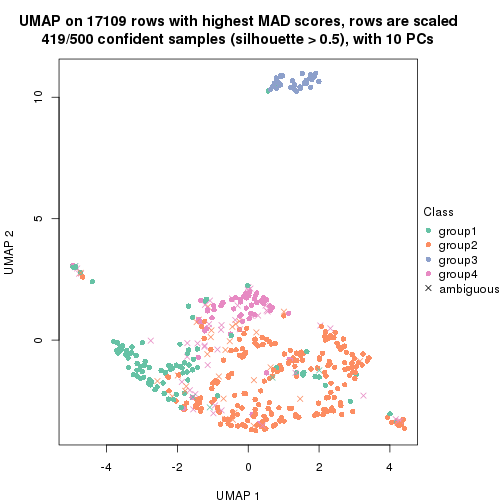 UMAP on 17109 rows with highest MAD scores, rows are scaled
419/500 confident samples (silhouette > 0.5), with 10 PCs
10
5
0
UMAP 2
-4
-2
0
2
4
UMAP 1
Class
group1
group2
group3
group4
ambiguous